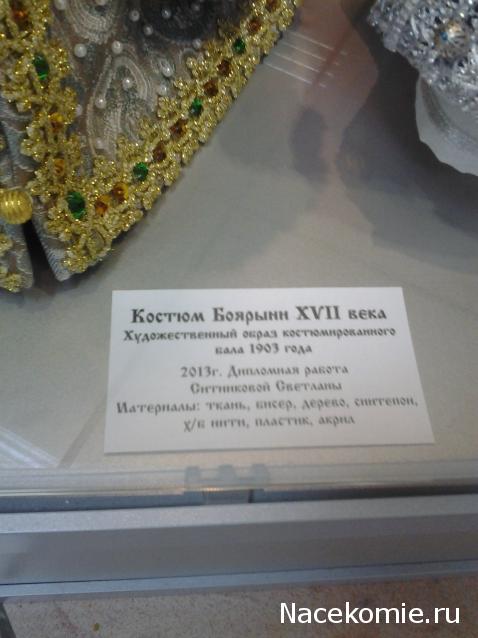 Костюм Боярыни XVII века
Художественный образ костюмированного
бала 1903 года
2013г. Дипломная работа
Ситниковой Светланы
Материалы: ткань, бисер, дерево, синтепон,
х/б нити, пластик, акрил
Nacekomie.ru